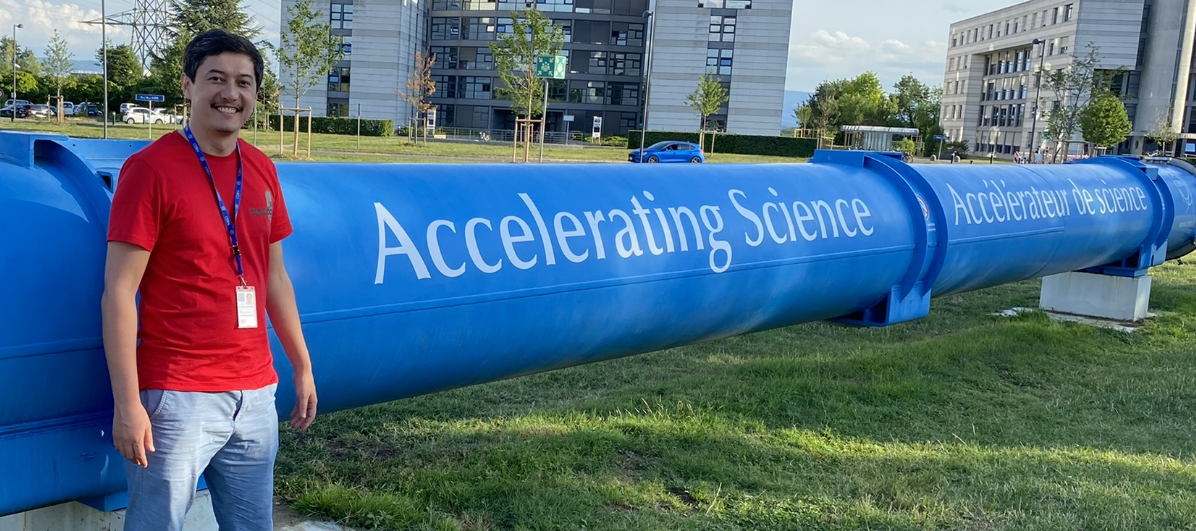 Accelerating Science
Accélérateur de science